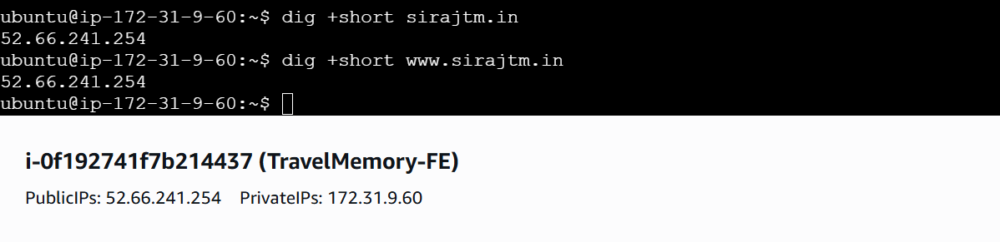 ubuntu@ip-172-31-9-60:~$ dig +short sirajtm.in
52.66.241.254
ubuntu@ip-172-31-9-60:~$ dig +short www.sirajtm.in
52.66.241.254
ubuntu@ip-172-31-9-60:~$
i-0f192741f7b214437 (TravelMemory-FE)
PublicIPs: 52.66.241.254 PrivateIPs: 172.31.9.60